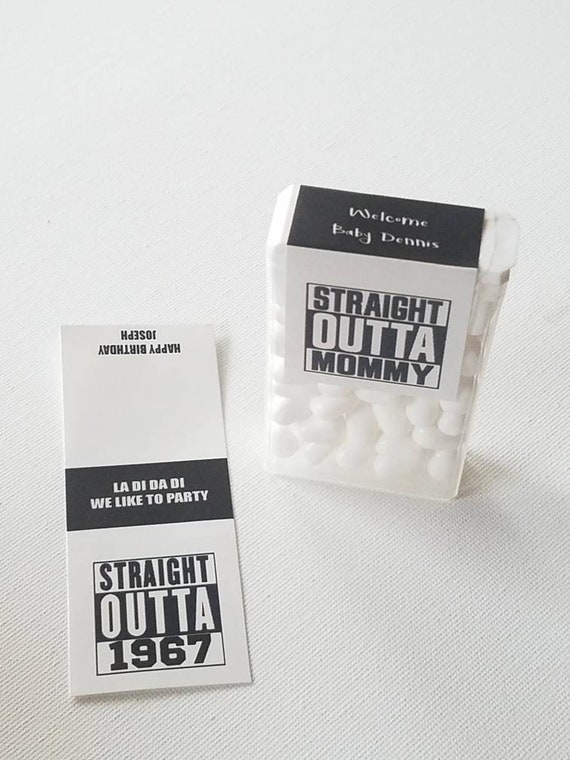 Welcome
Baby Dennis
STRAIGHT
OUTTA
MOMMY
HAPPY BIRTHDAY
JOSEPH
LA DI DA DI
WE LIKE TO PARTY
STRAIGHT
OUTTA
1967